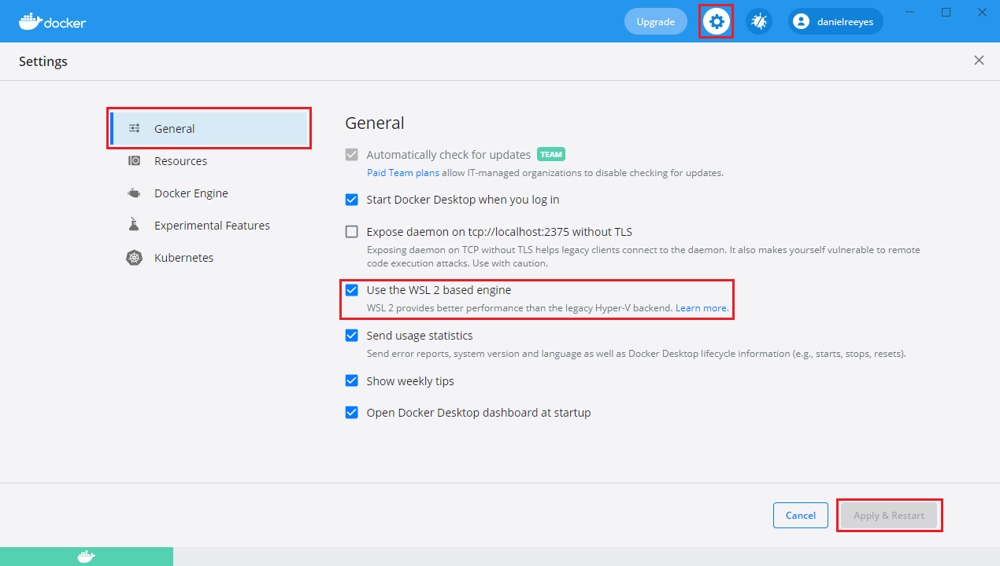 docker
Upgrade
danielreeyes
Settings
General
Resources
Docker Engine
Experimental Features
Kubernetes
General
Automatically check for updates TEAM
Paid Team plans allow IT-managed organizations to disable checking for updates.
Start Docker Desktop when you log in
Expose daemon on tcp://localhost:2375 without TLS
Exposing daemon on TCP without TLS helps legacy clients connect to the daemon. It also makes yourself vulnerable to remote
code execution attacks. Use with caution.
Use the WSL 2 based engine
WSL 2 provides better performance than the legacy Hyper-V backend. Learn more.
Send usage statistics
Send error reports, system version and language as well as Docker Desktop lifecycle information (e.g., starts, stops, resets).
Show weekly tips
Open Docker Desktop dashboard at startup
Cancel
Apply & Restart